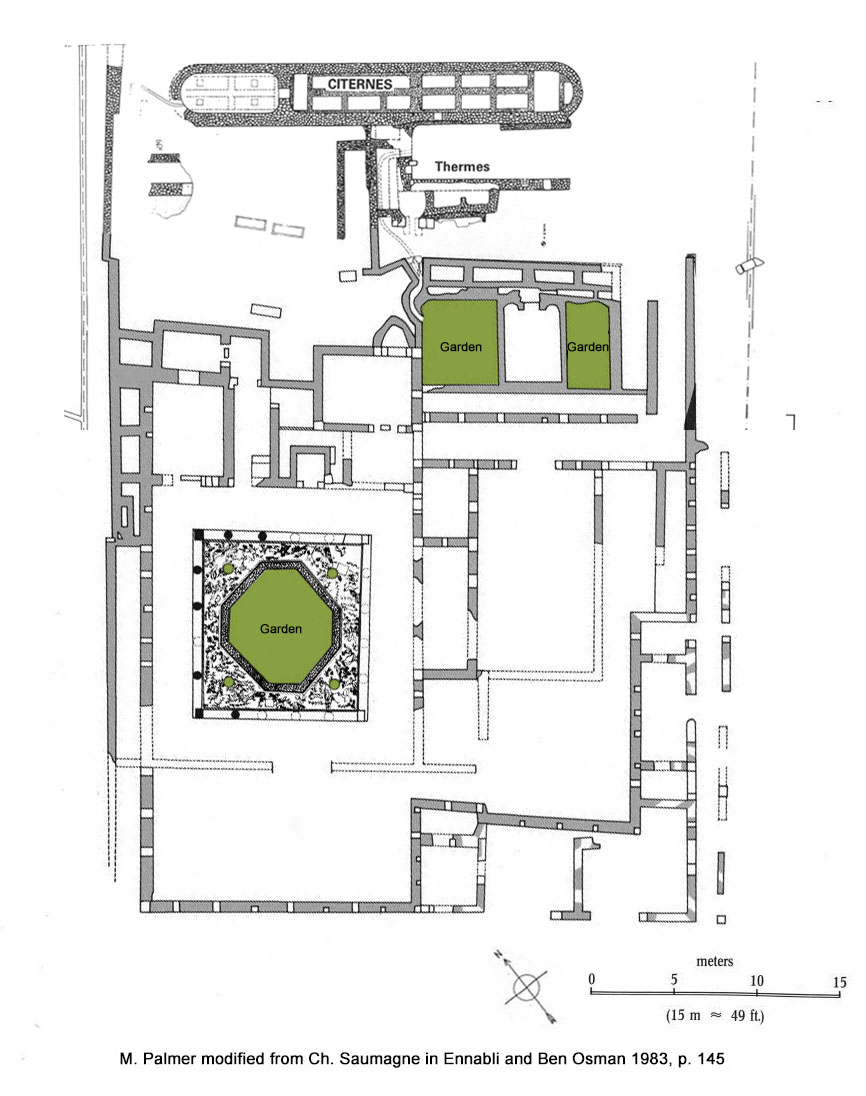 CITERNES
Thermes
Garden
Garden
Garden
N
meters
0 5 10 15
(15 m ≈ 49 ft.)
M. Palmer modified from Ch. Saumagne in Ennabli and Ben Osman 1983, p. 145